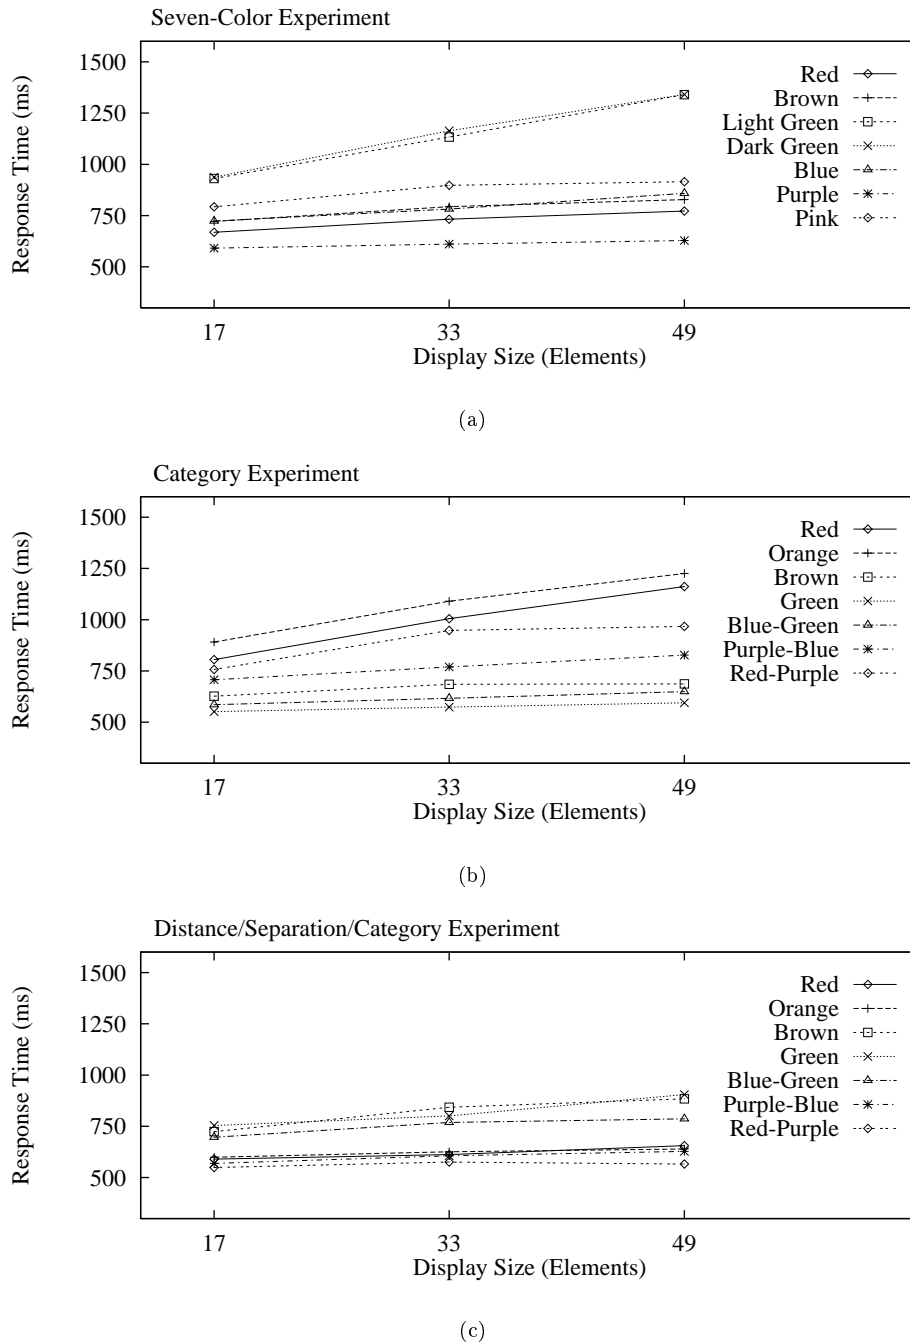 Seven-Color Experiment
Response Time (ms)
1500
1250
1000
750
500
Red
Brown
Light Green
Dark Green
Blue
Purple
Pink
17 33 49
Display Size (Elements)
(a)
Category Experiment
Response Time (ms)
1500
1250
1000
750
500
Red
Orange
Brown
Green
Blue-Green
Purple-Blue
Red-Purple
17 33 49
Display Size (Elements)
(b)
Distance/Separation/Category Experiment
Response Time (ms)
1500
1250
1000
750
500
Red
Orange
Brown
Green
Blue-Green
Purple-Blue
Red-Purple
17 33 49
Display Size (Elements)
(c)